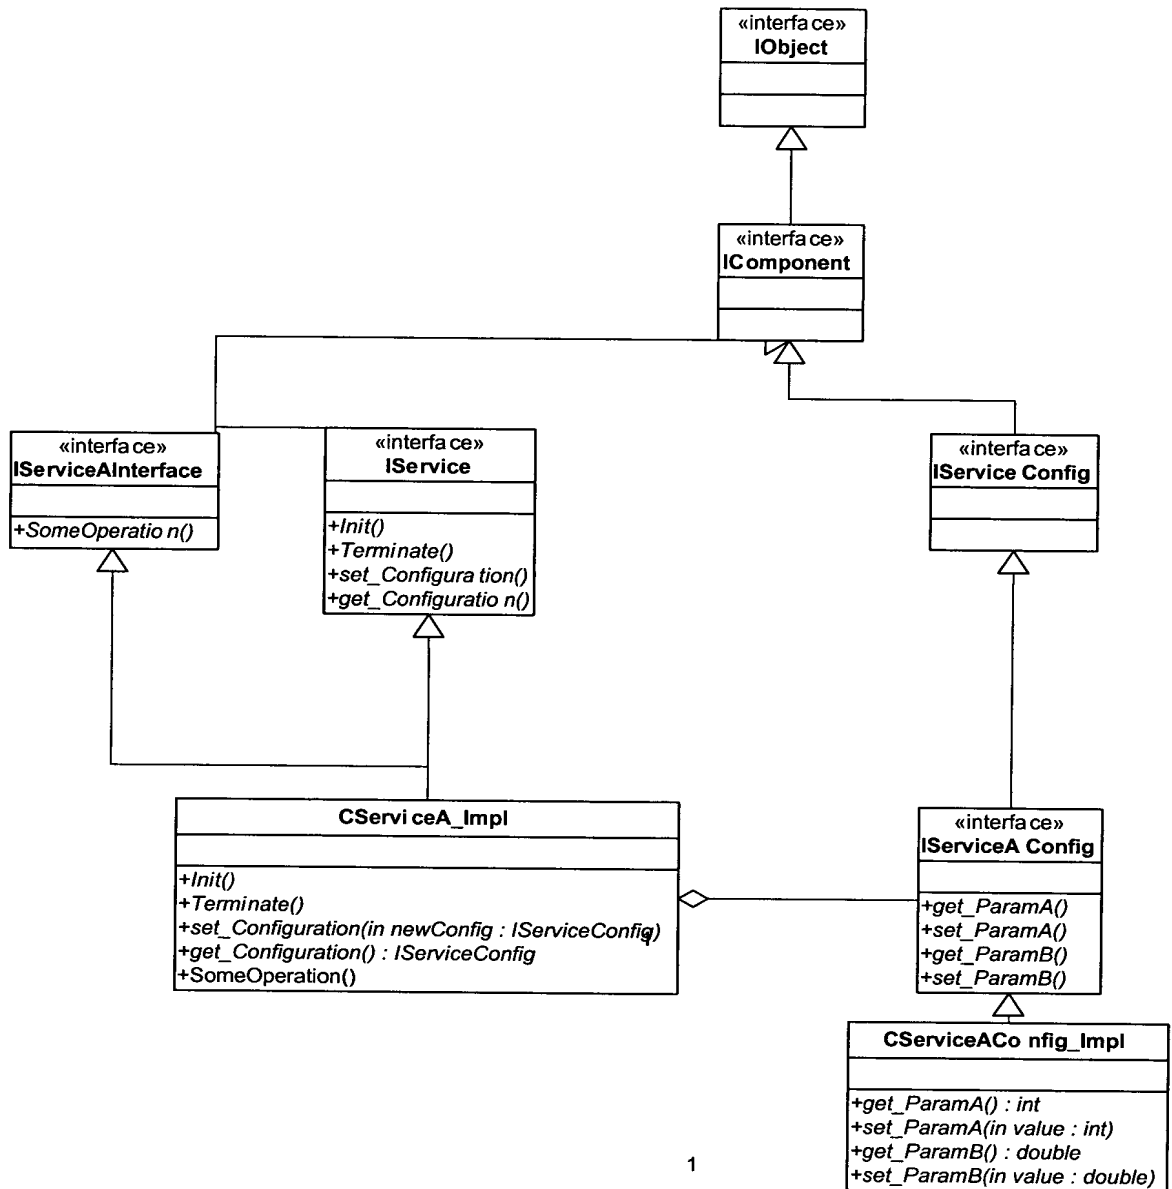 «interface»
IObject
«interface»
IComponent
«interface»
IServiceAInterface
+SomeOperation()
«interface»
IService
+Init()
+Terminate()
+set_Configuration()
+get_Configuration()
«interface»
IService Config
CServiceA_Impl
+Init()
+Terminate()
+set_Configuration(in newConfig : IServiceConfig)
+get_Configuration() : IServiceConfig
+SomeOperation()
«interface»
IServiceA Config
+get_ParamA()
+set_ParamA()
+get_ParamB()
+set_ParamB()
CServiceACo nfig_Impl
+get_ParamA() : int
+set_ParamA(in value : int)
+get_ParamB() : double
+set_ParamB(in value : double)
1